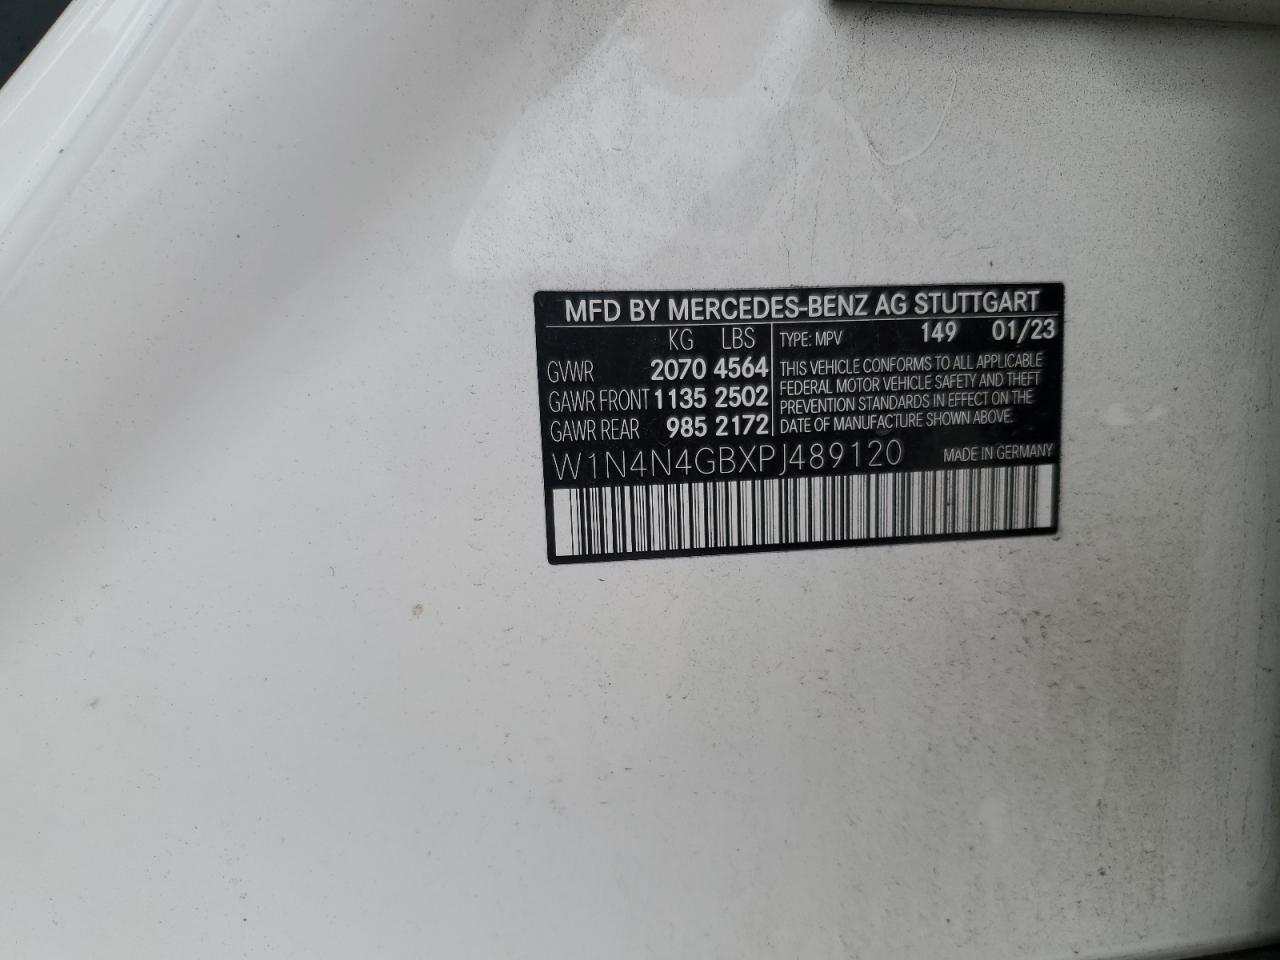 MFD BY MERCEDES-BENZ AG STUTTGART
KG LBS
GVWR 2070 4564
GAWR FRONT 1135 2502
GAWR REAR 985 2172
TYPE: MPV 149 01/23
THIS VEHICLE CONFORMS TO ALL APPLICABLE
FEDERAL MOTOR VEHICLE SAFETY AND THEFT
PREVENTION STANDARDS IN EFFECT ON THE
DATE OF MANUFACTURE SHOWN ABOVE.
W1N4N4GBXPJ489120 MADE IN GERMANY